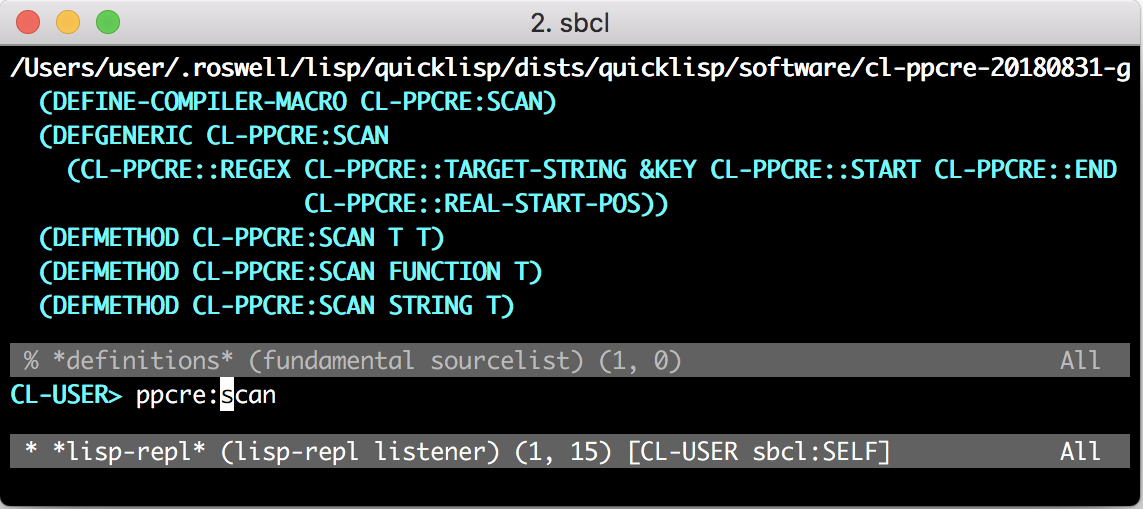 2. sbcl
/Users/user/.roswell/lisp/quicklisp/dists/quicklisp/software/cl-ppcre-20180831-g
(DEFINE-COMPILER-MACRO CL-PPCRE:SCAN)
(DEFGENERIC CL-PPCRE:SCAN
(CL-PPCRE::REGEX CL-PPCRE::TARGET-STRING &KEY CL-PPCRE::START CL-PPCRE::END
CL-PPCRE::REAL-START-POS))
(DEFMETHOD CL-PPCRE:SCAN T T)
(DEFMETHOD CL-PPCRE:SCAN FUNCTION T)
(DEFMETHOD CL-PPCRE:SCAN STRING T)
% *definitions* (fundamental sourcelist) (1, 0) All
CL-USER> ppcre:scan
* *lisp-repl* (lisp-repl listener) (1, 15) [CL-USER sbcl:SELF] All